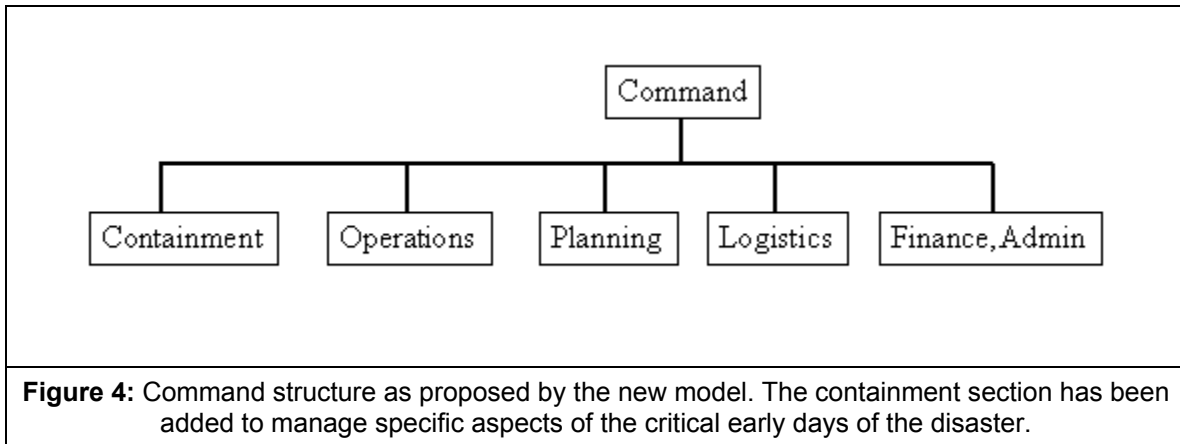 Command
Containment
Operations
Planning
Logistics
Finance,Admin
Figure 4: Command structure as proposed by the new model. The containment section has been
added to manage specific aspects of the critical early days of the disaster.